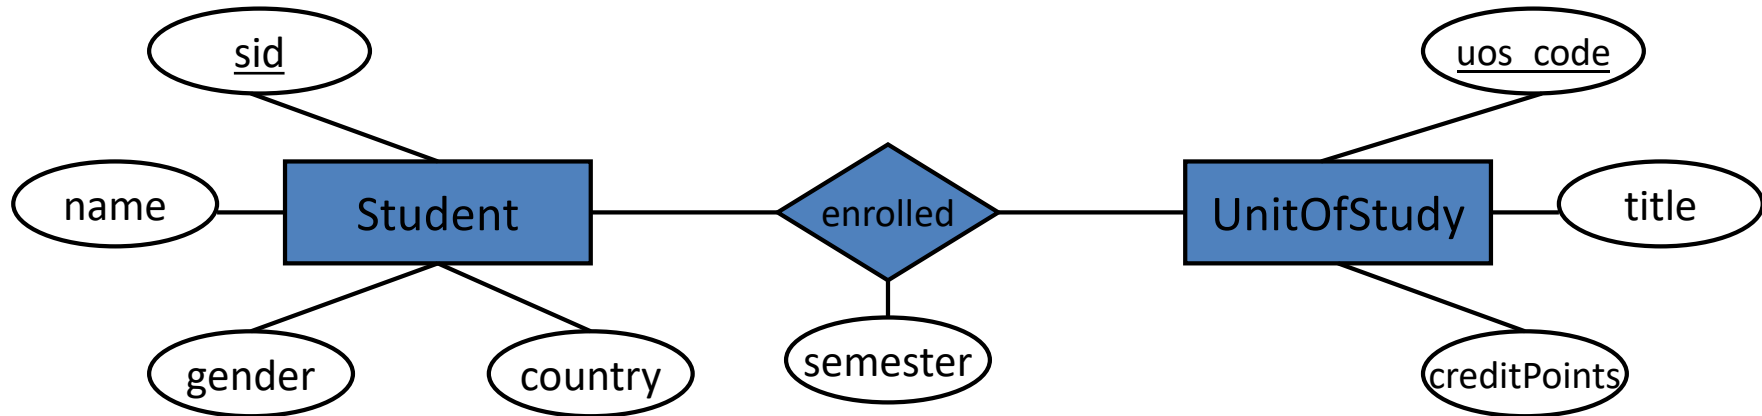 sid
uos_code
name
Student
enrolled
UnitOfStudy
title
gender
country
semester
creditPoints